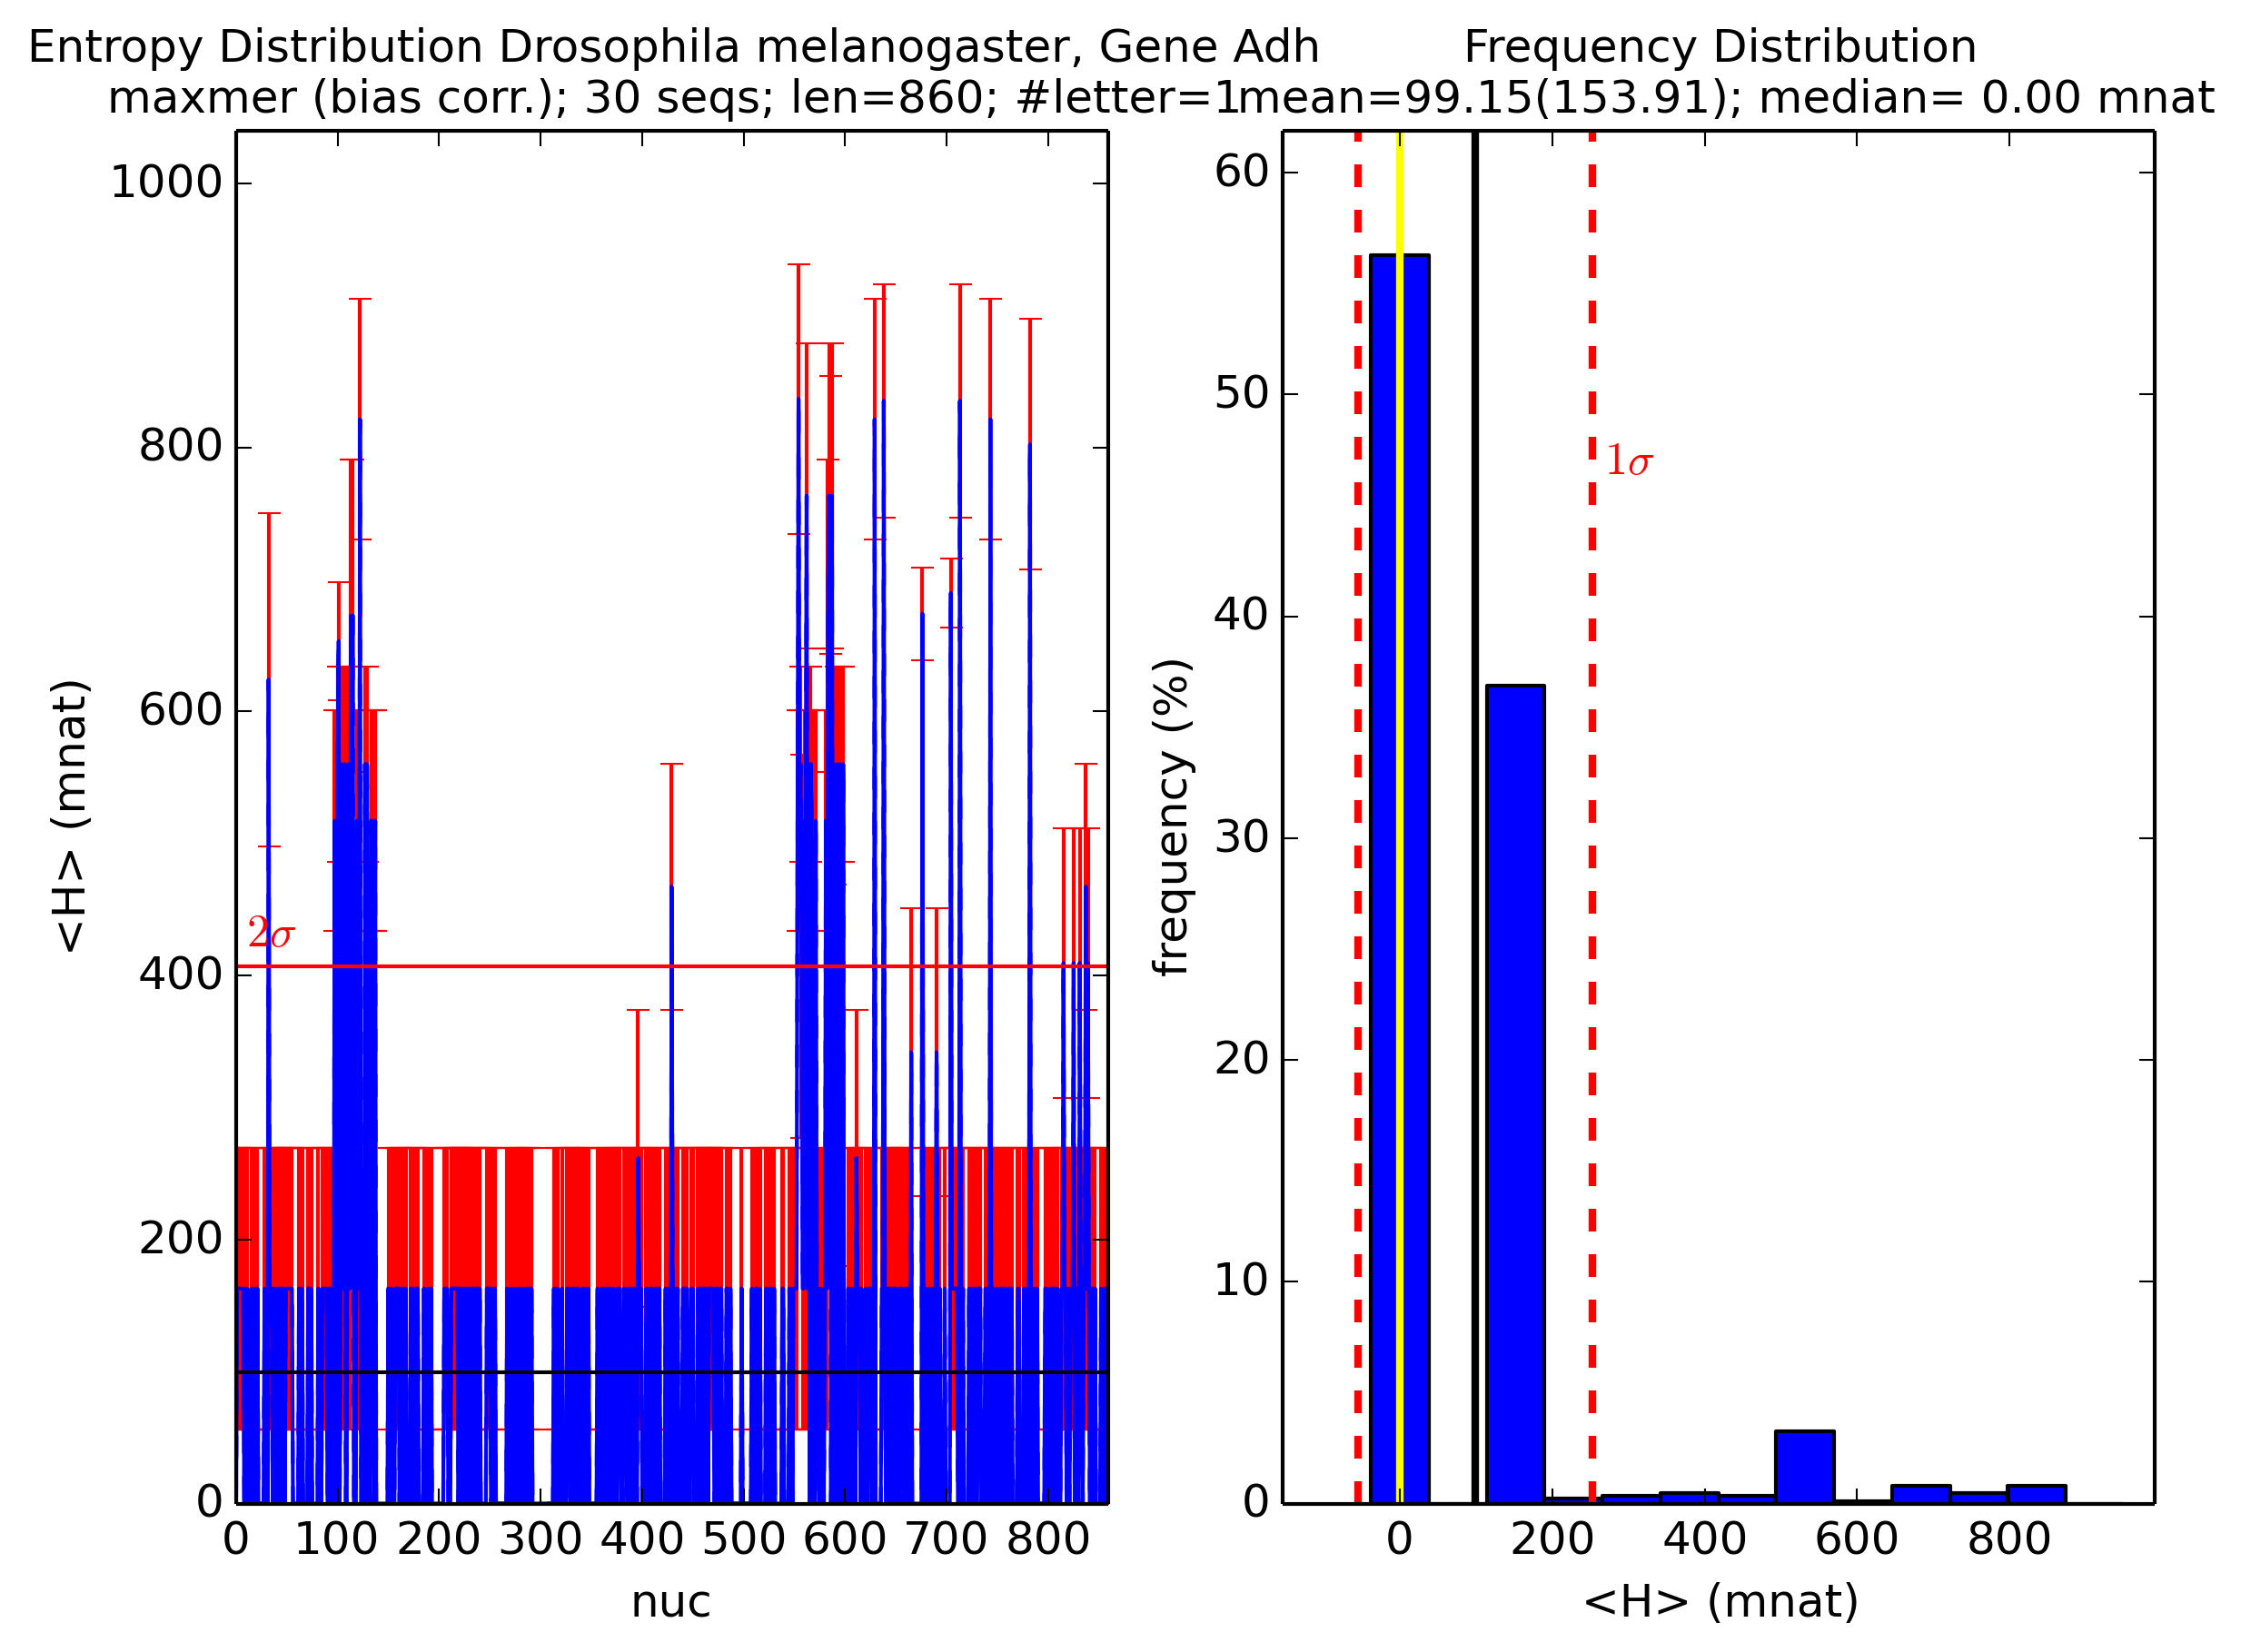 Entropy Distribution Drosophila melanogaster, Gene Adh
maxmer (bias corr.); 30 seqs; len=860; #letter=1
Frequency Distribution
mean=99.15(153.91); median= 0.00 mnat
<H> (mnat)
1000
800
600
400
200
0
2σ
0 100 200 300 400 500 600 700 800
nuc
frequency (%)
60
50
40
30
20
10
0
1σ
0 200 400 600 800
<H> (mnat)